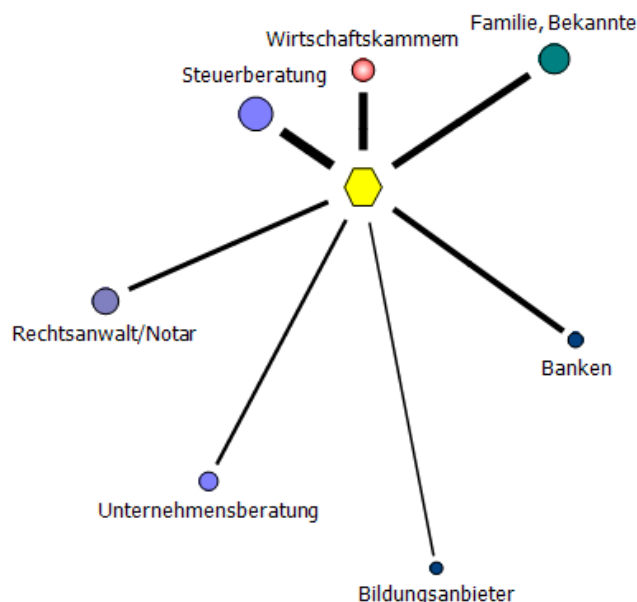 Familie, Bekannte
Wirtschaftskammern
Steuerberatung
Rechtsanwalt/Notar
Banken
Unternehmensberatung
Bildungsanbieter